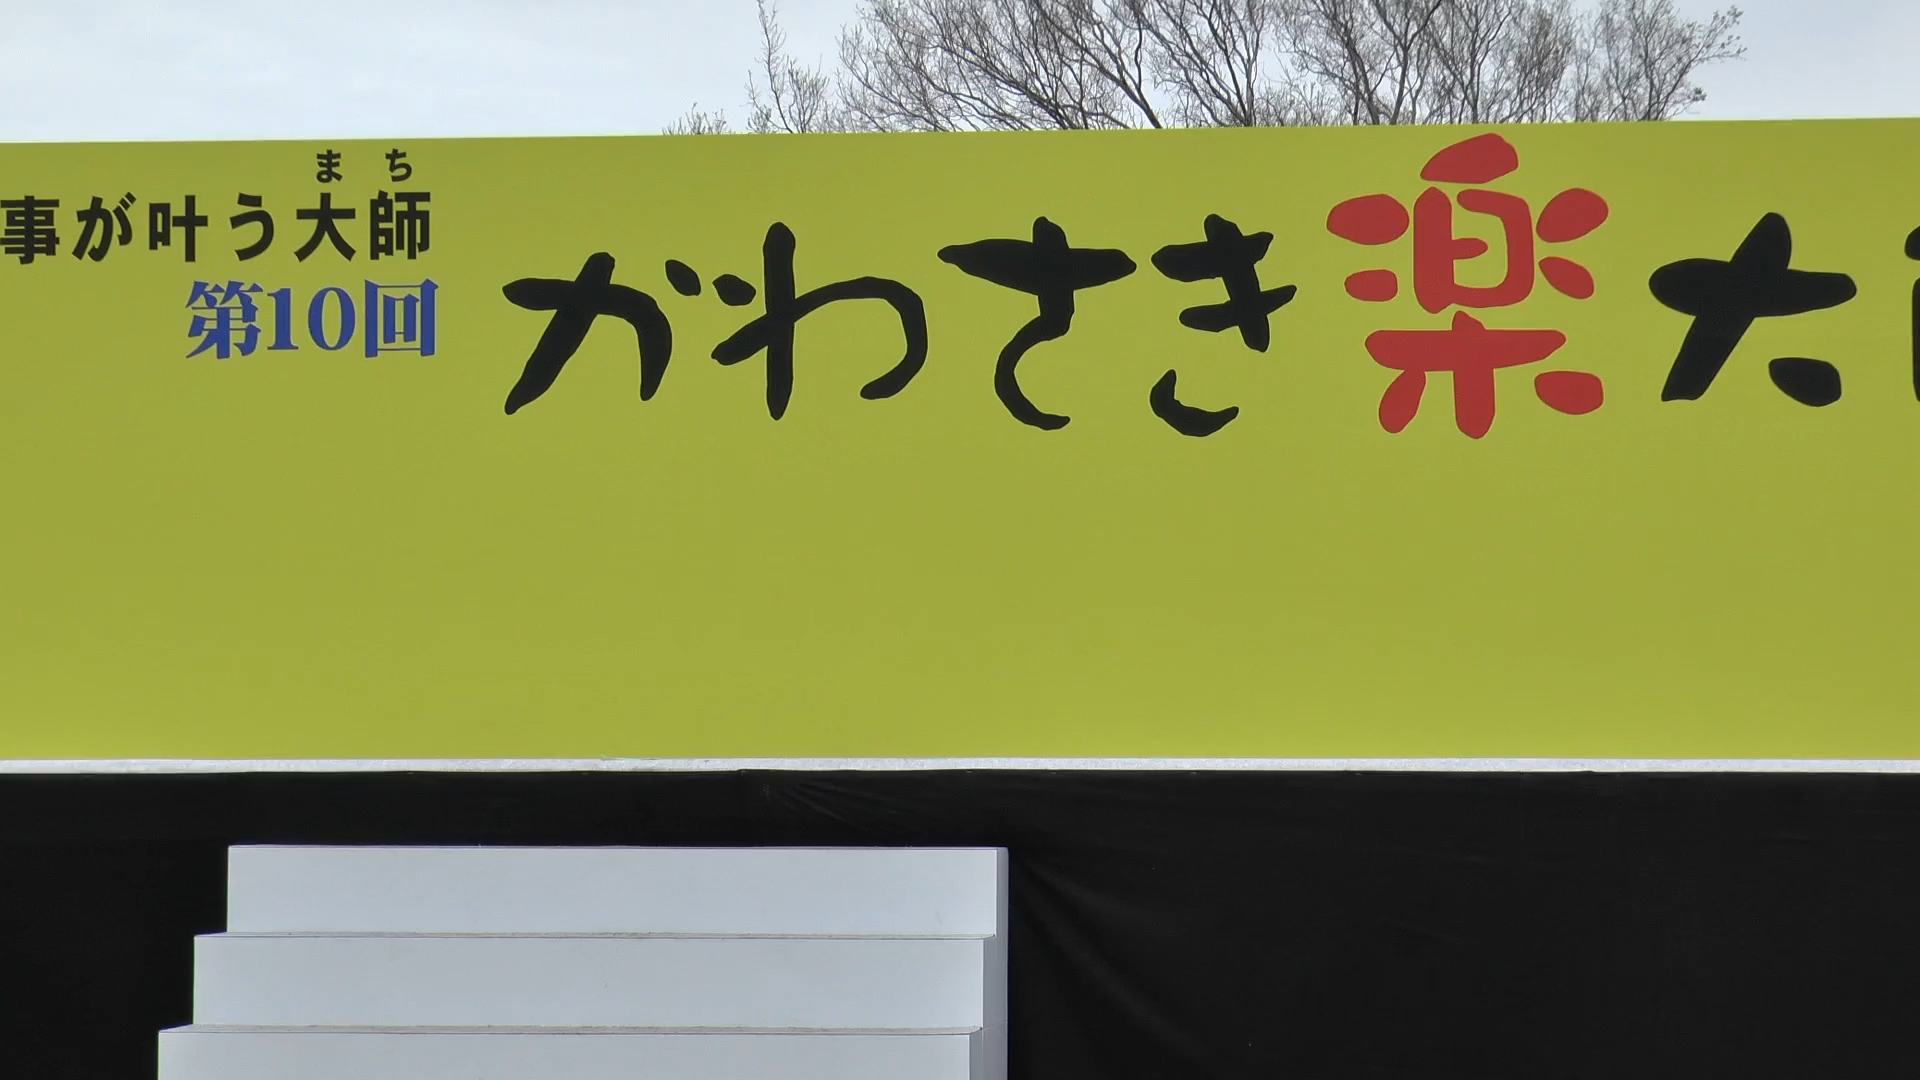 まち
事が叶う大師
第10回
かわさき楽大